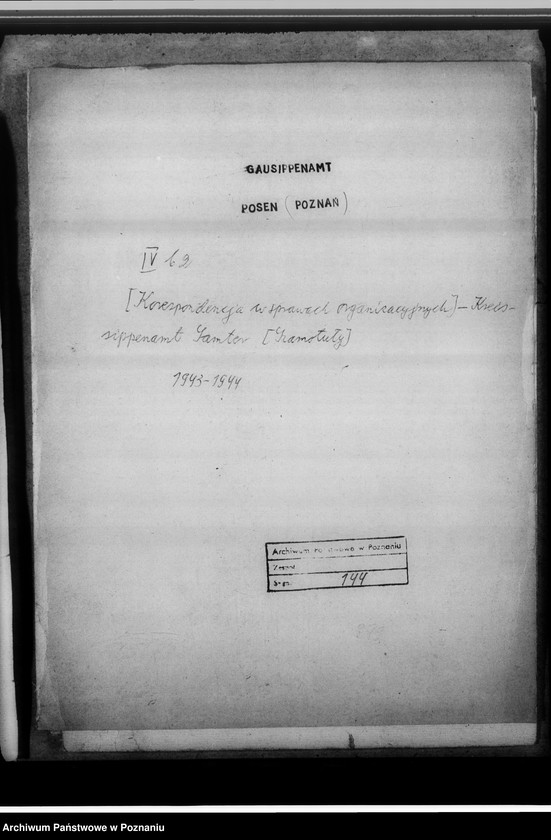 GAUSIPPENAMT
POSEN (POZNAŃ)
IV b 2
[Korespondencja w sprawach organizacyjnych] – Kreis-
sippenamt Samter [Szamotuły]
1943-1944
Archiwum Państwowe w Poznaniu
Zespół
Sygn. 144
Archiwum Państwowe w Poznaniu